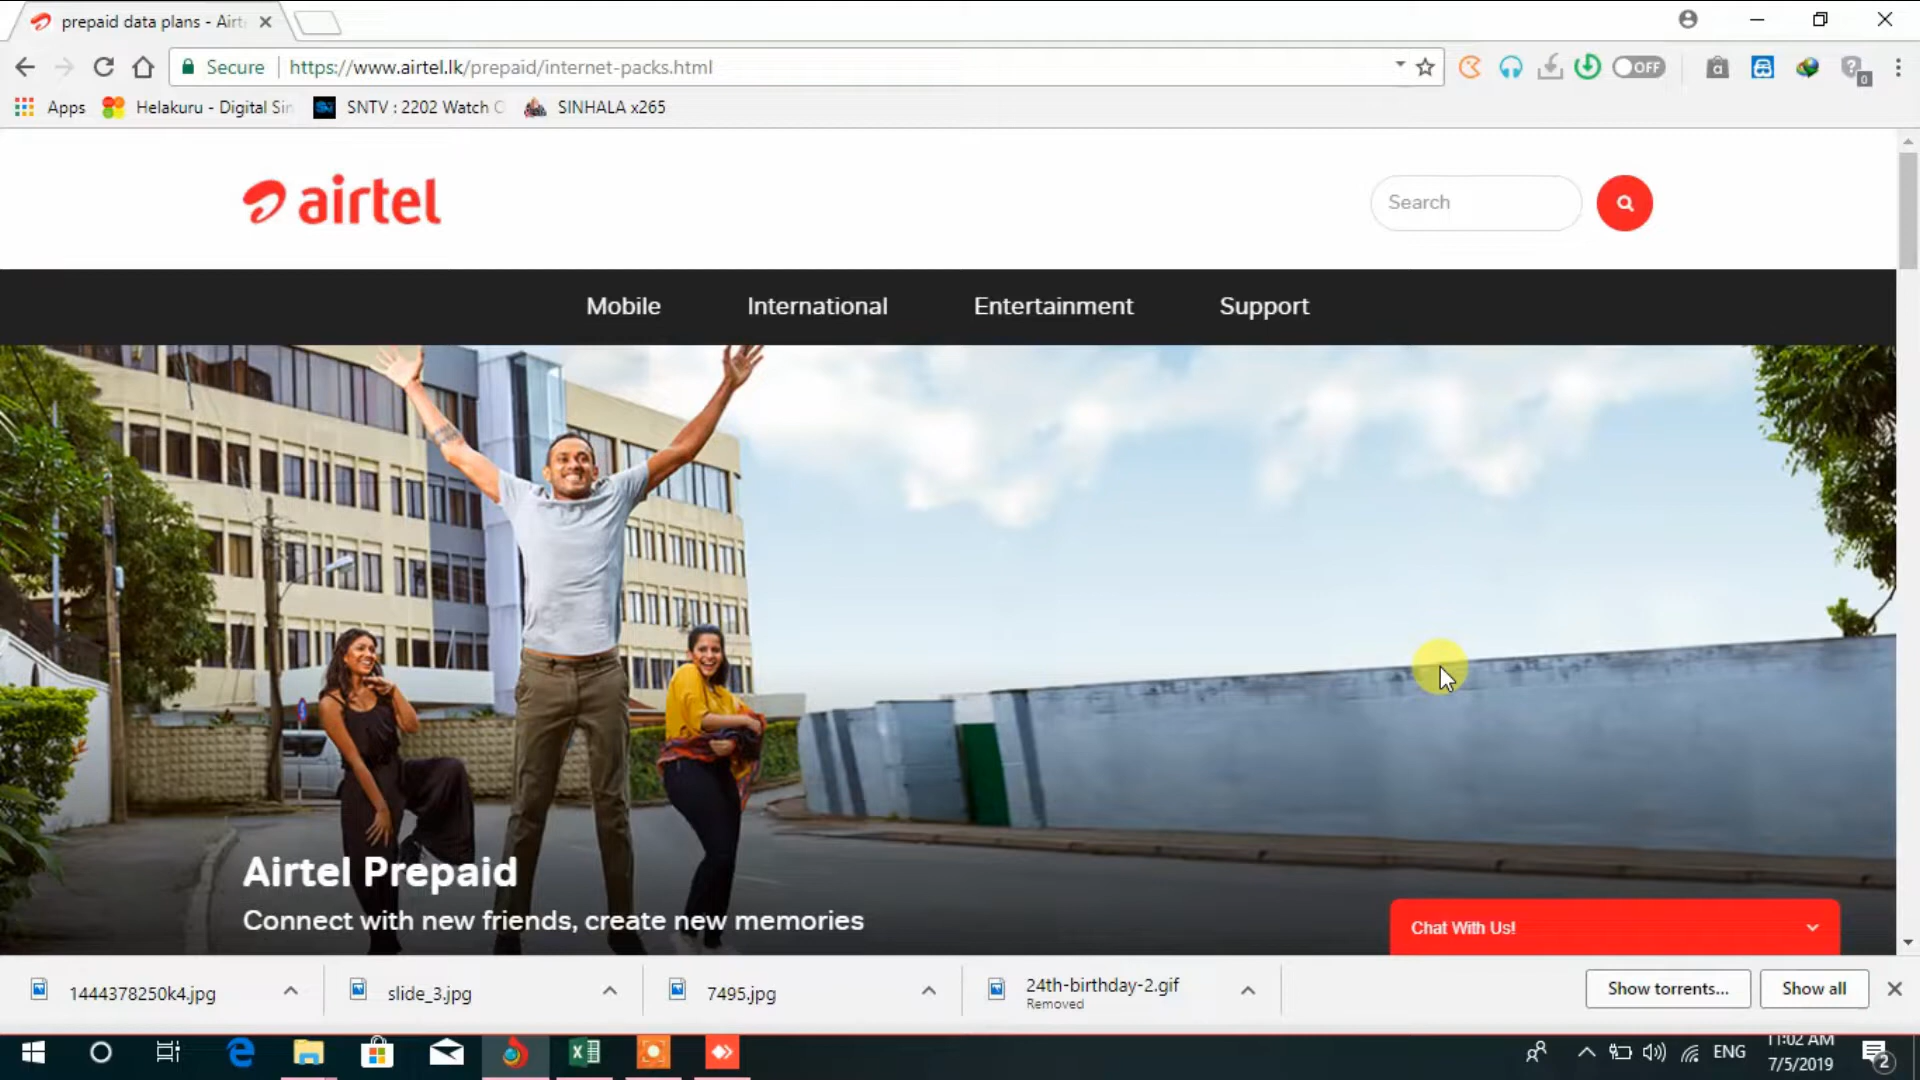 prepaid data plans - Airt
Secure
https://www.airtel.lk/prepaid/internet-packs.html
OFF
0
Apps
Helakuru - Digital Sin
SNTV : 2202 Watch O
SINHALA x265
airtel
Search
Mobile
International
Entertainment
Support
Airtel Prepaid
Connect with new friends, create new memories
Chat With Us!
1444378250k4.jpg
slide_3.jpg
7495.jpg
24th-birthday-2.gif
Removed
Show torrents...
Show all
ENG
11:02 AM
7/5/2019
2